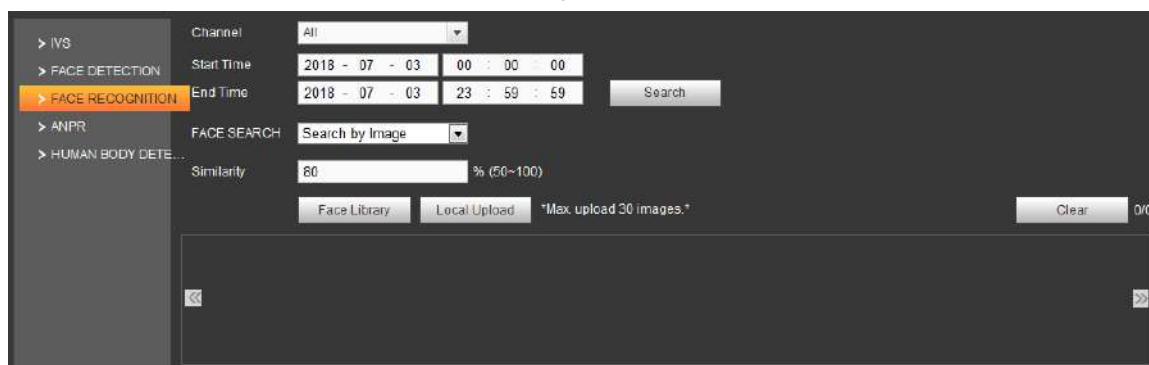 > IVS
> FACE DETECTION
> FACE RECOGNITION
> ANPR
> HUMAN BODY DETE...
Channel All
Start Time 2018 - 07 - 03 00 : 00 : 00
End Time 2018 - 07 - 03 23 : 59 : 59 Search
FACE SEARCH Search by Image
Similarity 80 % (50~100)
Face Library Local Upload *Max. upload 30 images.* Clear 0/0